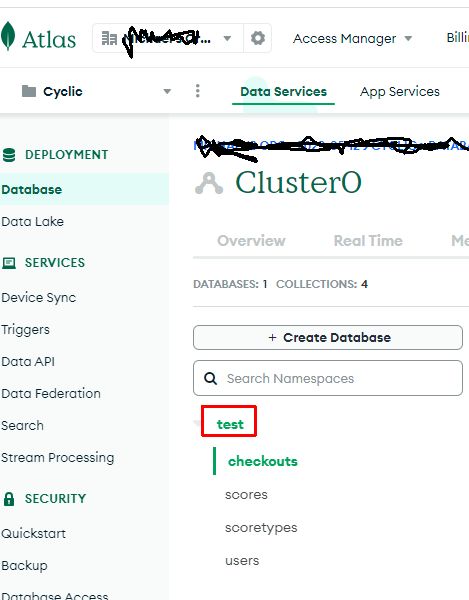 Atlas
Access Manager
Billi
Cyclic
Data Services
App Services
DEPLOYMENT
Database
Data Lake
SERVICES
Device Sync
Triggers
Data API
Data Federation
Search
Stream Processing
SECURITY
Quickstart
Backup
Database Access
Cluster0
Overview
Real Time
Me
DATABASES: 1 COLLECTIONS: 4
+ Create Database
Search Namespaces
test
checkouts
scores
scoretypes
users